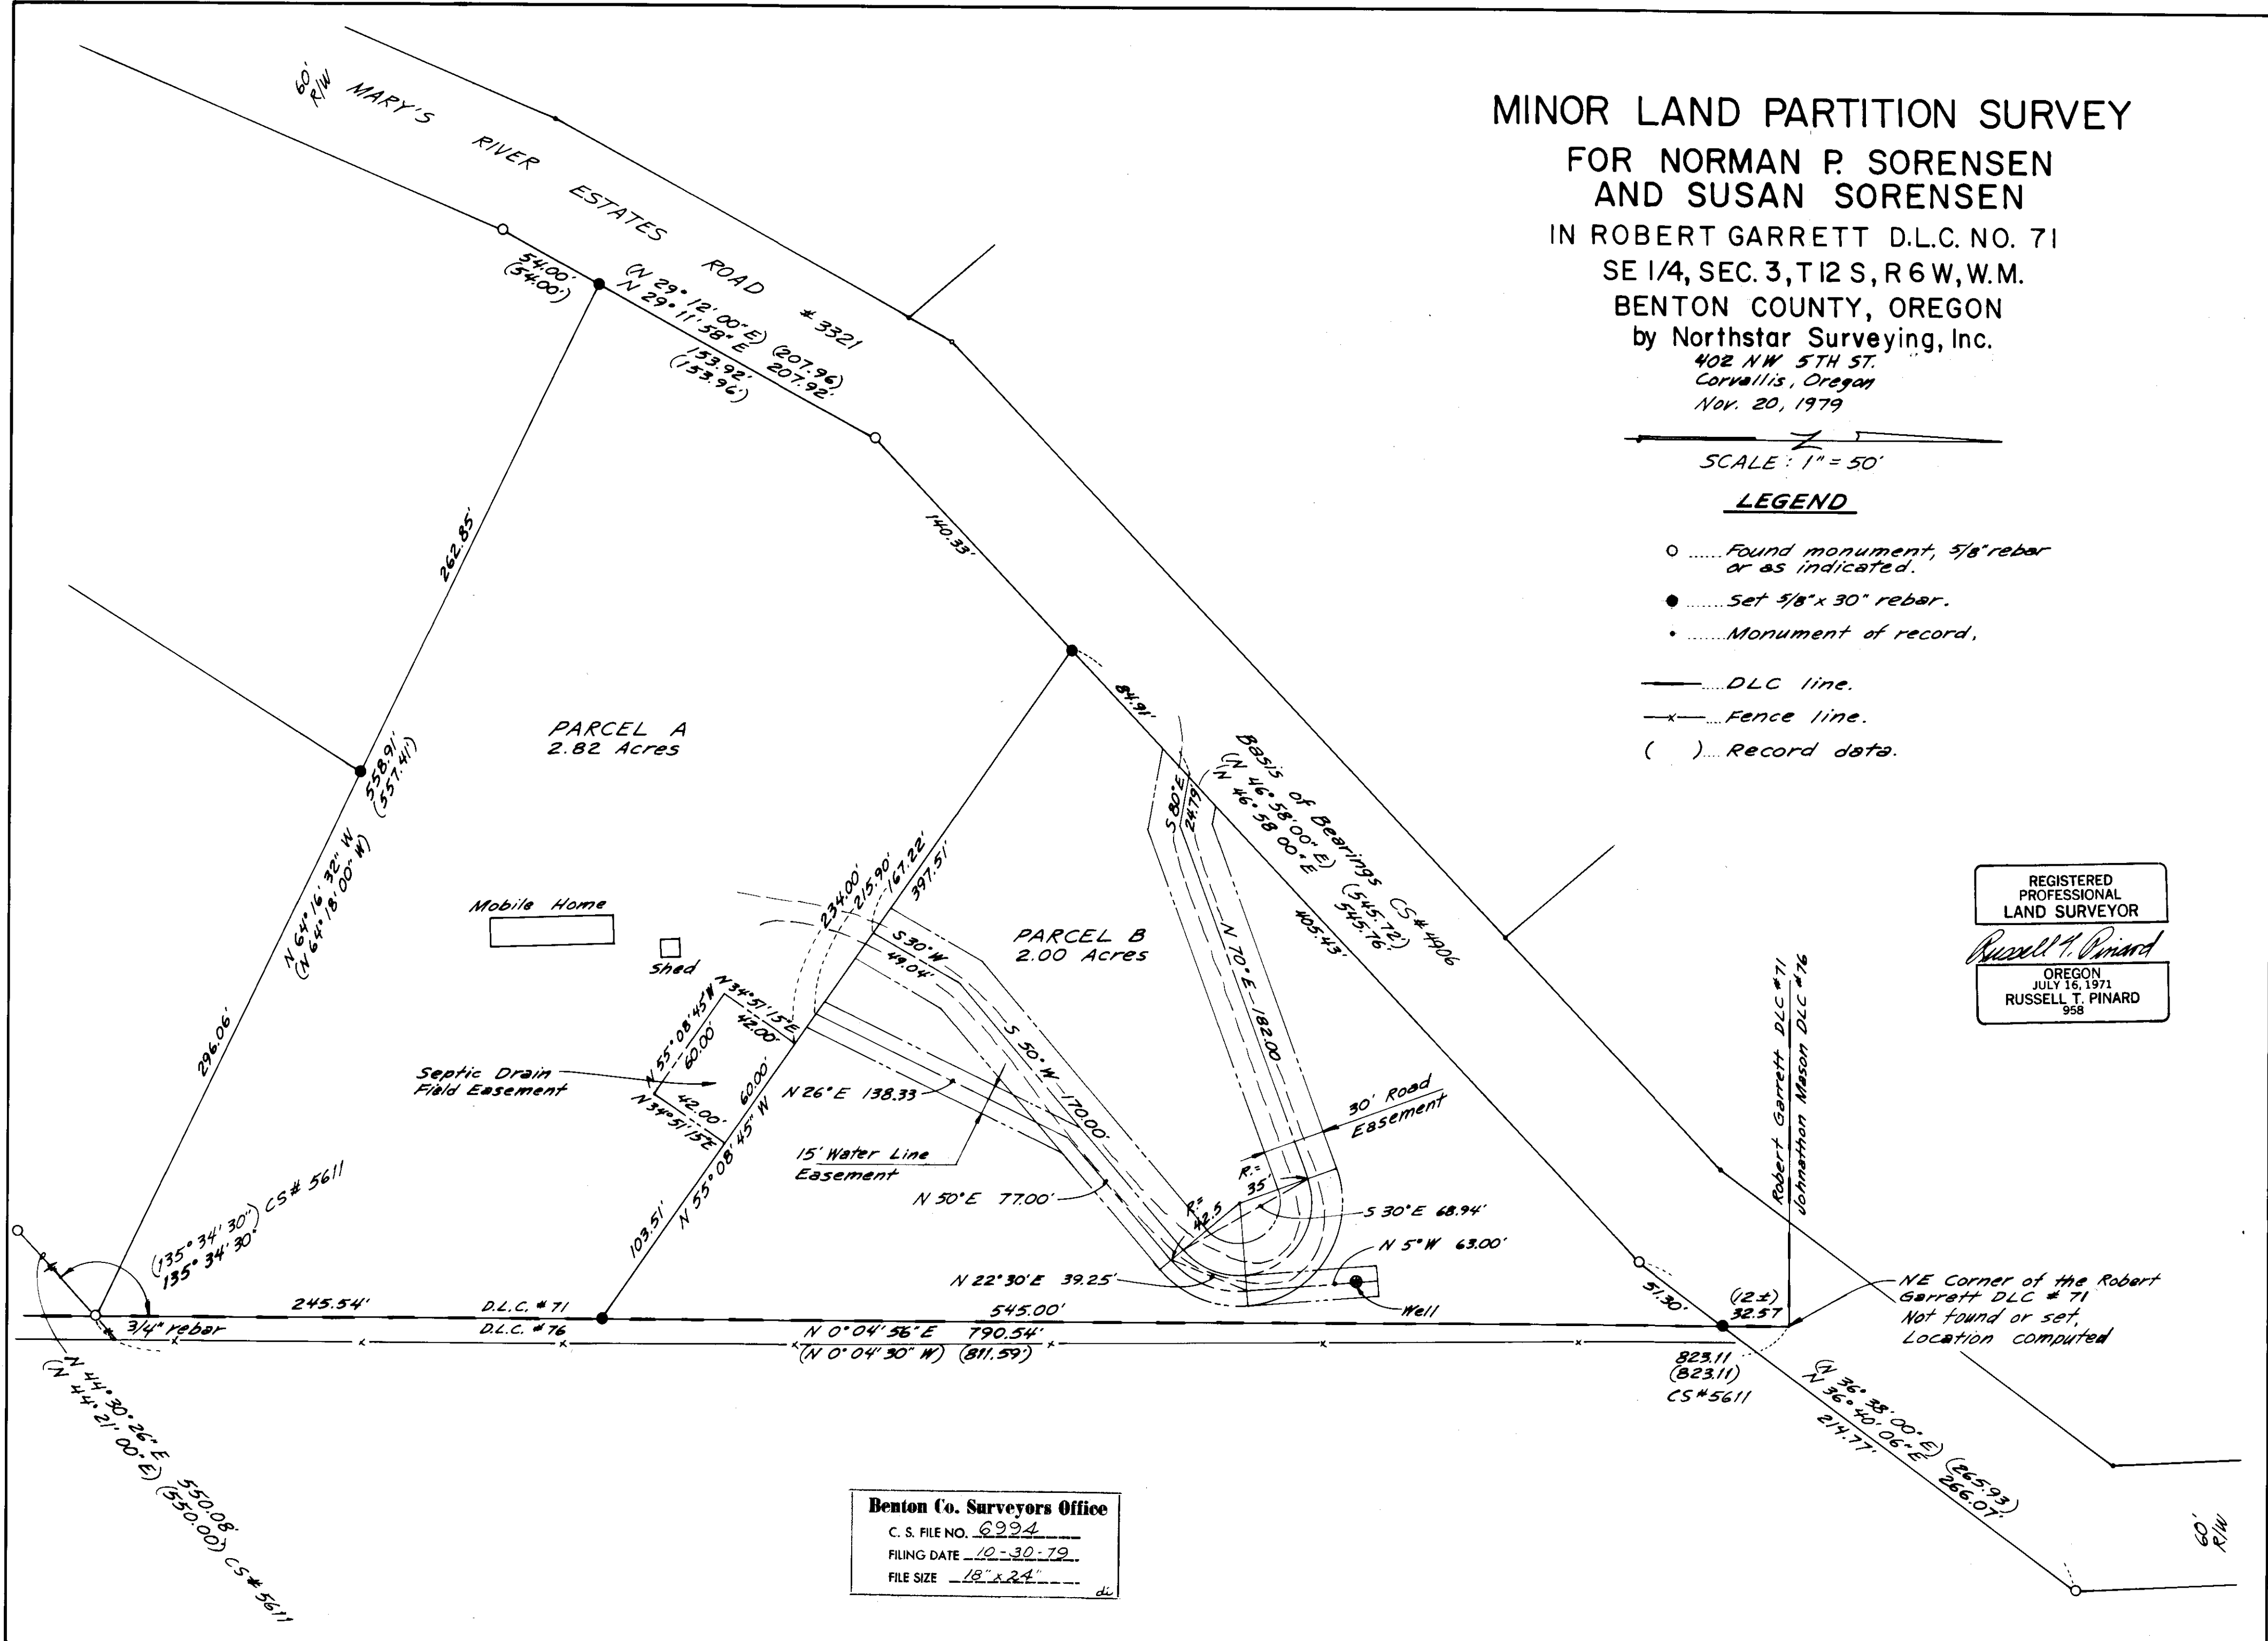 MINOR LAND PARTITION SURVEY
FOR NORMAN P. SORENSEN
AND SUSAN SORENSEN
IN ROBERT GARRETT D.L.C. NO. 71
SE 1/4, SEC. 3, T 12 S, R 6 W, W.M.
BENTON COUNTY, OREGON
by Northstar Surveying, Inc.
402 NW 5TH ST.
Corvallis, Oregon
Nov. 20, 1979
SCALE: 1" = 50'
LEGEND
...... Found monument, 5/8" rebar
or as indicated.
....... Set 5/8" x 30" rebar.
....... Monument of record.
..... DLC line.
.... Fence line.
( ).... Record data.
REGISTERED
PROFESSIONAL
LAND SURVEYOR
Russell T. Pinard
OREGON
JULY 16, 1971
RUSSELL T. PINARD
958
60'
R/W
MARY'S RIVER ESTATES ROAD #3321
54.00'
(54.00')
(N 29° 12' 00" E) (207.96)
N 29° 11' 58" E 207.92'
153.92'
(153.96')
262.85'
140.33'
84.91'
PARCEL A
2.82 Acres
558.91'
(557.41')
N 64° 16' 32" W
(N 64° 18' 00" W)
296.06'
Mobile Home
Shed
234.00'
215.90'
167.22'
397.51'
S 30° W
49.04'
PARCEL B
2.00 Acres
S 80° E
24.79'
Basis of Bearings CS # 4906
(N 46° 58' 00" E) (545.72')
N 46° 58' 00" E 545.76'
405.43'
N 70° E 182.00
S 50° W 170.00'
N 34° 51' 15" E
42.00'
N 55° 08' 45" W
60.00'
Septic Drain
Field Easement
42.00'
N 34° 51' 15" E
60.00'
N 55° 08' 45" W
103.51'
N 26° E 138.33
15' Water Line
Easement
N 50° E 77.00'
30' Road
Easement
R.=
35'
R.=
42.5
S 30° E 68.94'
N 5° W 63.00'
N 22° 30' E 39.25'
Well
Robert Garrett DLC #71
Johnathon Mason DLC #76
NE Corner of the Robert
Garrett DLC # 71
Not found or set,
Location computed
51.30'
(12±)
32.57
(135° 34' 30") CS# 5611
135° 34' 30"
245.54'
D.L.C. # 71
D.L.C. # 76
3/4" rebar
545.00'
N 0° 04' 56" E 790.54'
(N 0° 04' 30" W) (811.59')
823.11
(823.11)
CS #5611
(N 36° 38' 00" E) (265.93)
N 36° 40' 06" E 266.07'
214.77'
60'
R/W
N 44° 30' 26" E 550.08'
(N 44° 21' 00" E) (550.00) CS # 5611
Benton Co. Surveyors Office
C. S. FILE NO. 6994
FILING DATE 10-30-79
FILE SIZE 18" x 24"
di